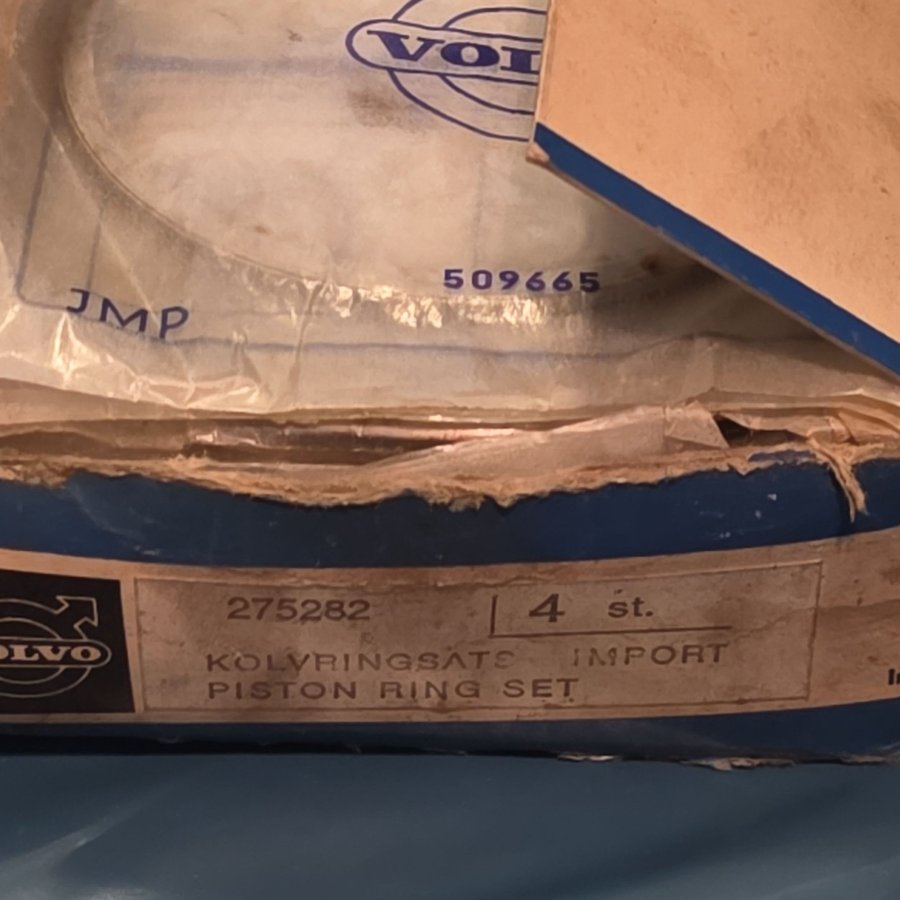 VOL
509665
JMP
275282 4 st.
VOLVO
KOLVRINGSATS IMPORT
PISTON RING SET